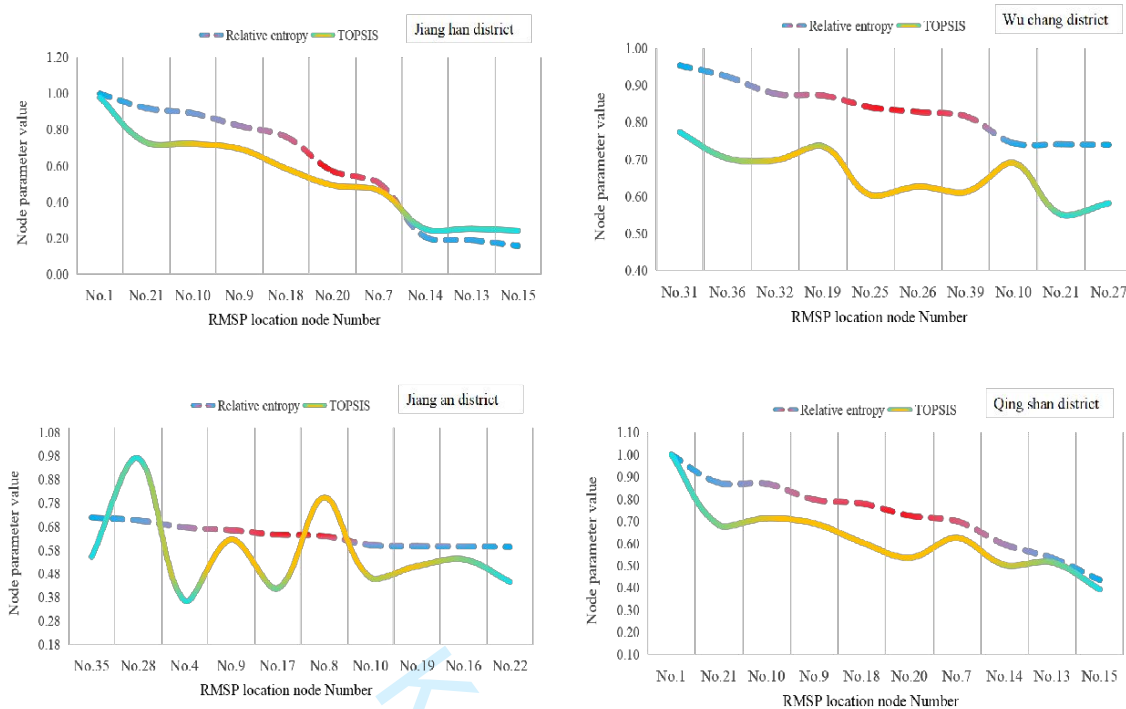 Jiang han district
Relative entropy TOPSIS
Node parameter value
1.20
1.00
0.80
0.60
0.40
0.20
0.00
No.1 No.21 No.10 No.9 No.18 No.20 No.7 No.14 No.13 No.15
RMSP location node Number
Wu chang district
Relative entropy TOPSIS
Node parameter value
1.00
0.90
0.80
0.70
0.60
0.50
0.40
No.31 No.36 No.32 No.19 No.25 No.26 No.39 No.10 No.21 No.27
RMSP location node Number
Jiang an district
Relative entropy TOPSIS
Node parameter value
1.08
0.98
0.88
0.78
0.68
0.58
0.48
0.38
0.28
0.18
No.35 No.28 No.4 No.9 No.17 No.8 No.10 No.19 No.16 No.22
RMSP location node Number
Qing shan district
Relative entropy TOPSIS
Node parameter value
1.10
1.00
0.90
0.80
0.70
0.60
0.50
0.40
0.30
0.20
0.10
No.1 No.21 No.10 No.9 No.18 No.20 No.7 No.14 No.13 No.15
RMSP location node Number